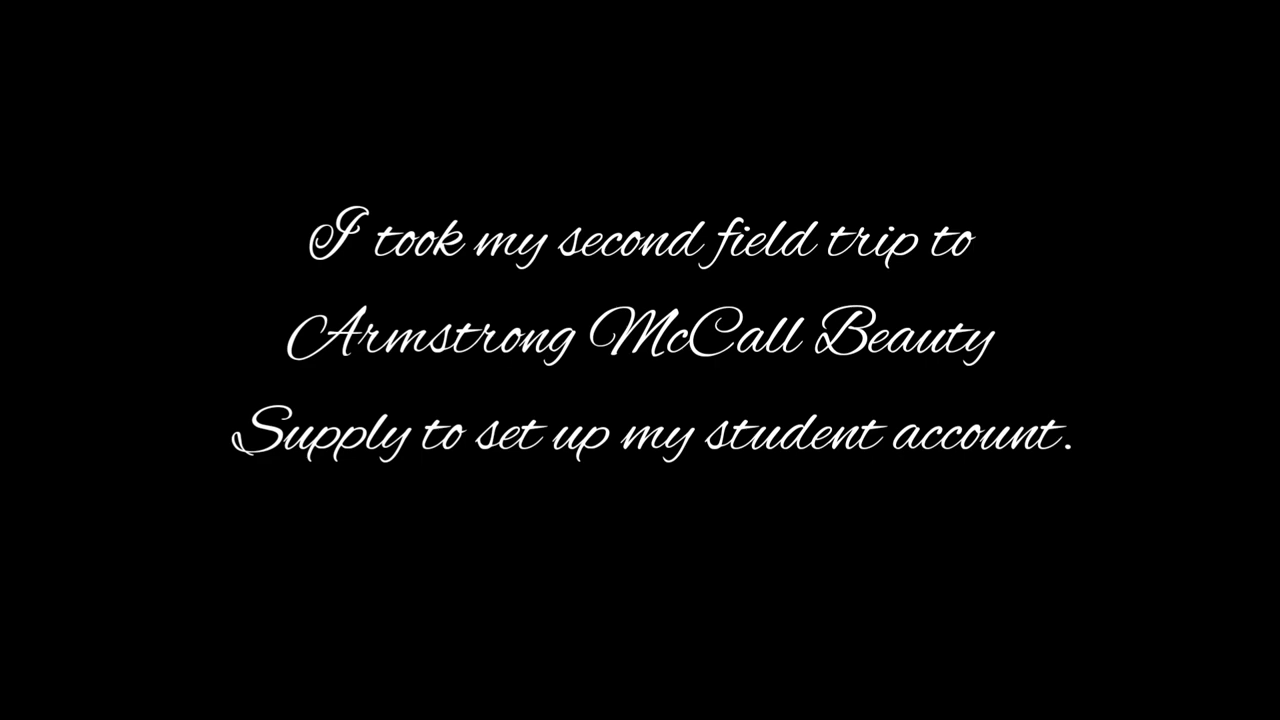 I took my second field trip to
Armstrong McCall Beauty
Supply to set up my student account.